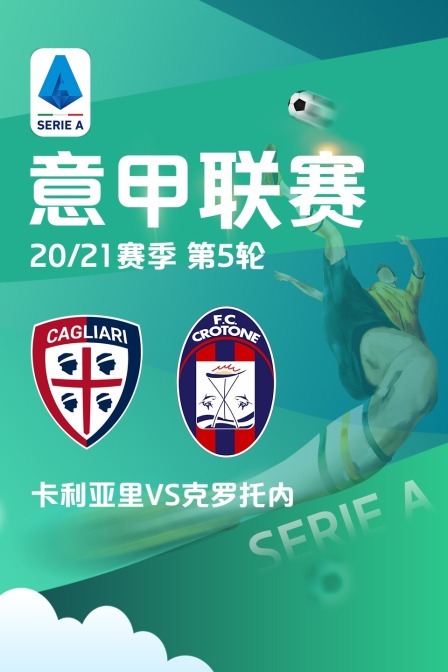 SERIE A
意甲联赛
20/21赛季 第5轮
CAGLIARI
F.C.
CROTONE
卡利亚里VS克罗托内
SERIE A